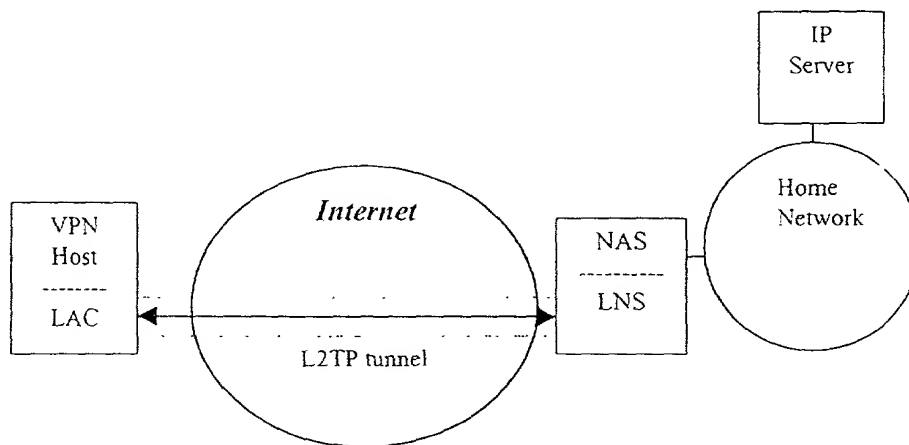 IP
Server
Internet
Home
Network
VPN
Host
LAC
NAS
LNS
L2TP tunnel